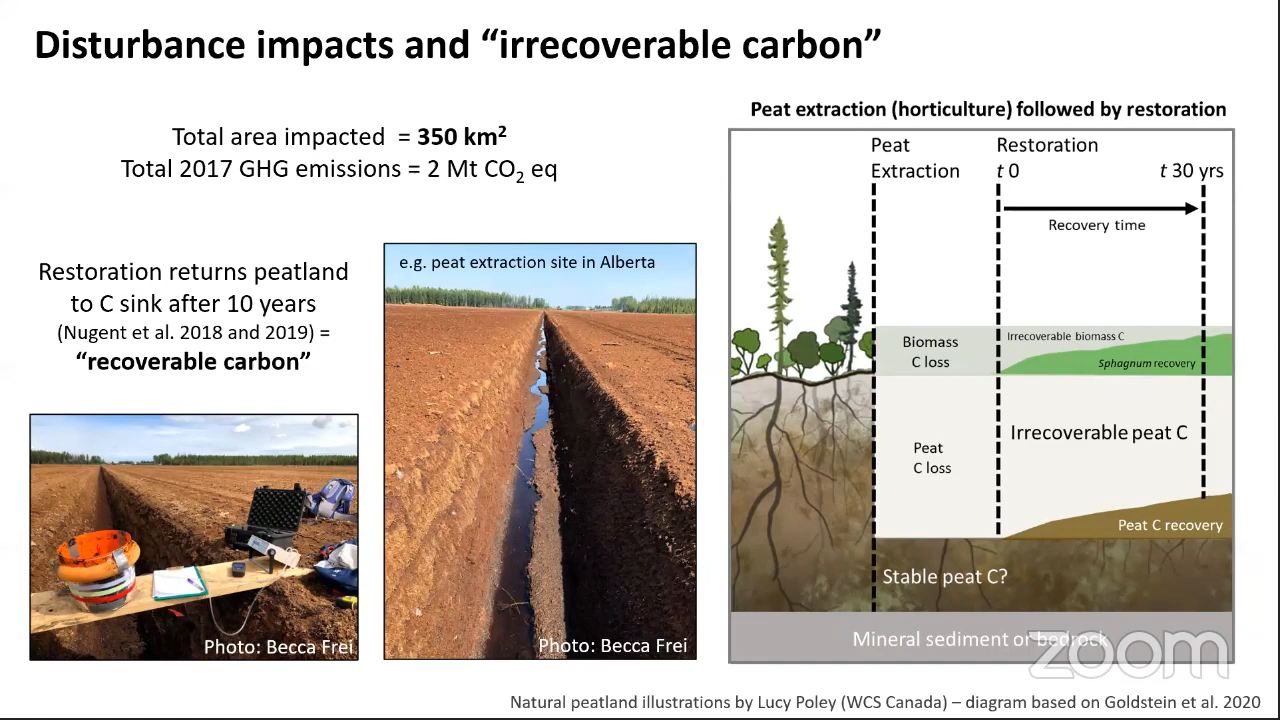 Disturbance impacts and “irrecoverable carbon”
Total area impacted = 350 km²
Total 2017 GHG emissions = 2 Mt CO₂ eq
Restoration returns peatland
to C sink after 10 years
(Nugent et al. 2018 and 2019) =
“recoverable carbon”
Photo: Becca Frei
e.g. peat extraction site in Alberta
Photo: Becca Frei
Peat extraction (horticulture) followed by restoration
Peat
Extraction
Restoration
t 0
t 30 yrs
Recovery time
Biomass
C loss
Irrecoverable biomass C
Sphagnum recovery
Peat
C loss
Irrecoverable peat C
Peat C recovery
Stable peat C?
Mineral sediment or bedrock
zoom
Natural peatland illustrations by Lucy Poley (WCS Canada) – diagram based on Goldstein et al. 2020